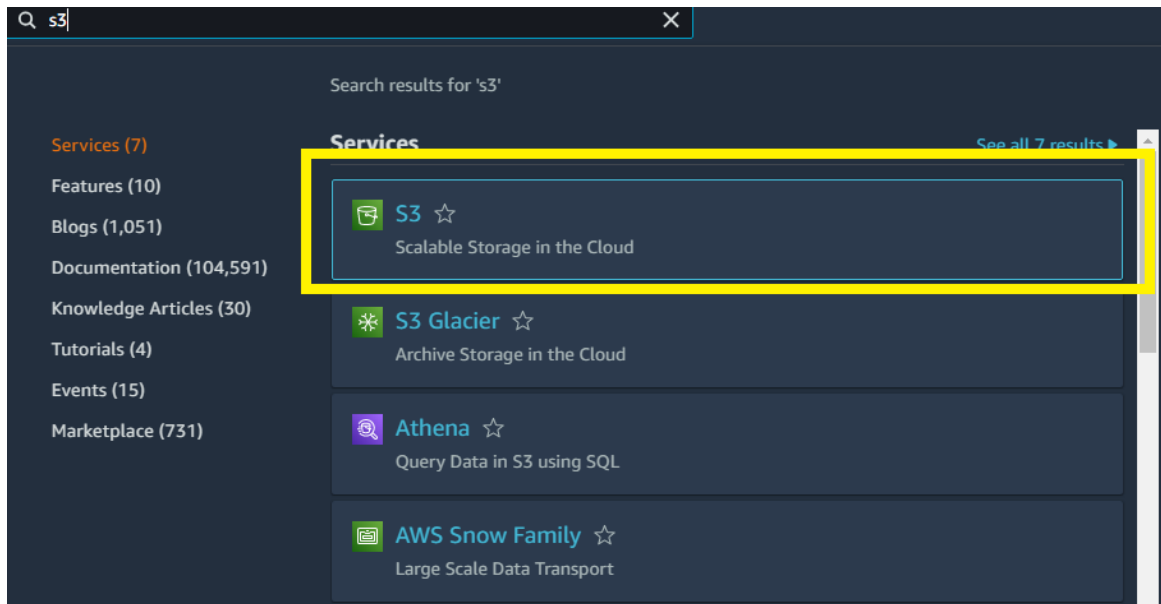 s3
Search results for 's3'
Services (7)
Features (10)
Blogs (1,051)
Documentation (104,591)
Knowledge Articles (30)
Tutorials (4)
Events (15)
Marketplace (731)
Services
See all 7 results
S3
Scalable Storage in the Cloud
S3 Glacier
Archive Storage in the Cloud
Athena
Query Data in S3 using SQL
AWS Snow Family
Large Scale Data Transport